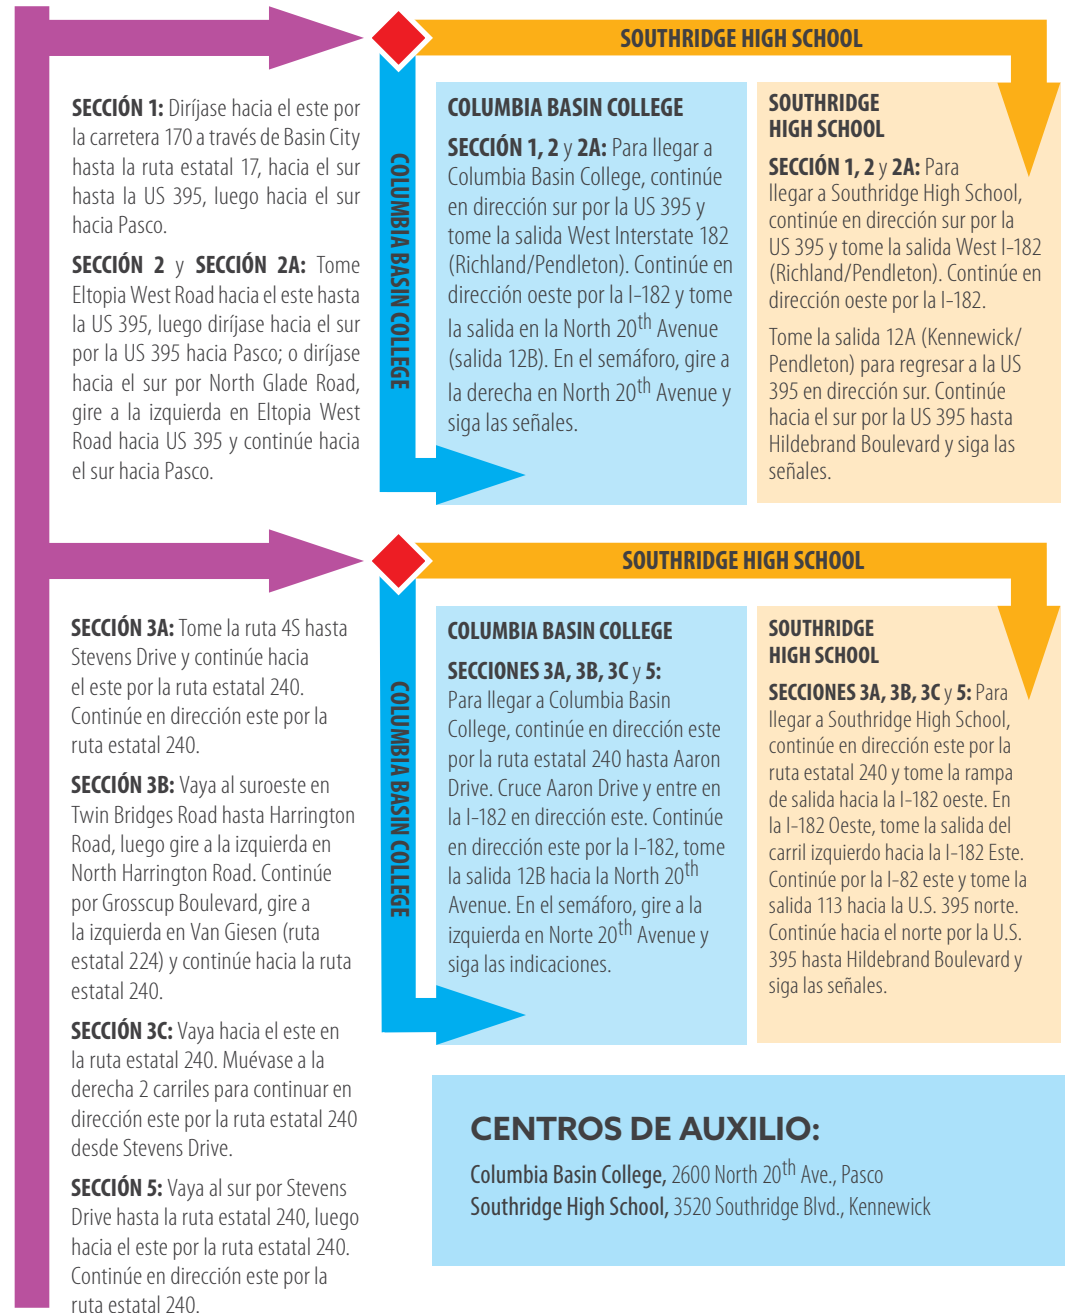 SOUTHRIDGE HIGH SCHOOL
SECCIÓN 1: Diríjase hacia el este por
la carretera 170 a través de Basin City
hasta la ruta estatal 17, hacia el sur
hasta la US 395, luego hacia el sur
hacia Pasco.
SECCIÓN 2 y SECCIÓN 2A: Tome
Eltopia West Road hacia el este hasta
la US 395, luego diríjase hacia el sur
por la US 395 hacia Pasco; o diríjase
hacia el sur por North Glade Road,
gire a la izquierda en Eltopia West
Road hacia US 395 y continúe hacia
el sur hacia Pasco.
COLUMBIA BASIN COLLEGE
COLUMBIA BASIN COLLEGE
SECCIÓN 1, 2 y 2A: Para llegar a
Columbia Basin College, continúe
en dirección sur por la US 395 y
tome la salida West Interstate 182
(Richland/Pendleton). Continúe en
dirección oeste por la I-182 y tome
la salida en la North 20th Avenue
(salida 12B). En el semáforo, gire a
la derecha en North 20th Avenue y
siga las señales.
SOUTHRIDGE
HIGH SCHOOL
SECCIÓN 1, 2 y 2A: Para
llegar a Southridge High School,
continúe en dirección sur por la
US 395 y tome la salida West I-182
(Richland/Pendleton). Continúe en
dirección oeste por la I-182.
Tome la salida 12A (Kennewick/
Pendleton) para regresar a la US
395 en dirección sur. Continúe
hacia el sur por la US 395 hasta
Hildebrand Boulevard y siga las
señales.
SOUTHRIDGE HIGH SCHOOL
SECCIÓN 3A: Tome la ruta 4S hasta
Stevens Drive y continúe hacia
el este por la ruta estatal 240.
Continúe en dirección este por la
ruta estatal 240.
SECCIÓN 3B: Vaya al suroeste en
Twin Bridges Road hasta Harrington
Road, luego gire a la izquierda en
North Harrington Road. Continúe
por Grosscup Boulevard, gire a
la izquierda en Van Giesen (ruta
estatal 224) y continúe hacia la ruta
estatal 240.
SECCIÓN 3C: Vaya hacia el este en
la ruta estatal 240. Muévase a la
derecha 2 carriles para continuar en
dirección este por la ruta estatal 240
desde Stevens Drive.
SECCIÓN 5: Vaya al sur por Stevens
Drive hasta la ruta estatal 240, luego
hacia el este por la ruta estatal 240.
Continúe en dirección este por la
ruta estatal 240.
COLUMBIA BASIN COLLEGE
COLUMBIA BASIN COLLEGE
SECCIONES 3A, 3B, 3C y 5:
Para llegar a Columbia Basin
College, continúe en dirección este
por la ruta estatal 240 hasta Aaron
Drive. Cruce Aaron Drive y entre en
la I-182 en dirección este. Continúe
en dirección este por la I-182, tome
la salida 12B hacia la North 20th
Avenue. En el semáforo, gire a la
izquierda en Norte 20th Avenue y
siga las indicaciones.
SOUTHRIDGE
HIGH SCHOOL
SECCIONES 3A, 3B, 3C y 5: Para
llegar a Southridge High School,
continúe en dirección este por la
ruta estatal 240 y tome la rampa
de salida hacia la I-182 oeste. En
la I-182 Oeste, tome la salida del
carril izquierdo hacia la I-182 Este.
Continúe por la I-82 este y tome la
salida 113 hacia la U.S. 395 norte.
Continúe hacia el norte por la U.S.
395 hasta Hildebrand Boulevard y
siga las señales.
CENTROS DE AUXILIO:
Columbia Basin College, 2600 North 20th Ave., Pasco
Southridge High School, 3520 Southridge Blvd., Kennewick